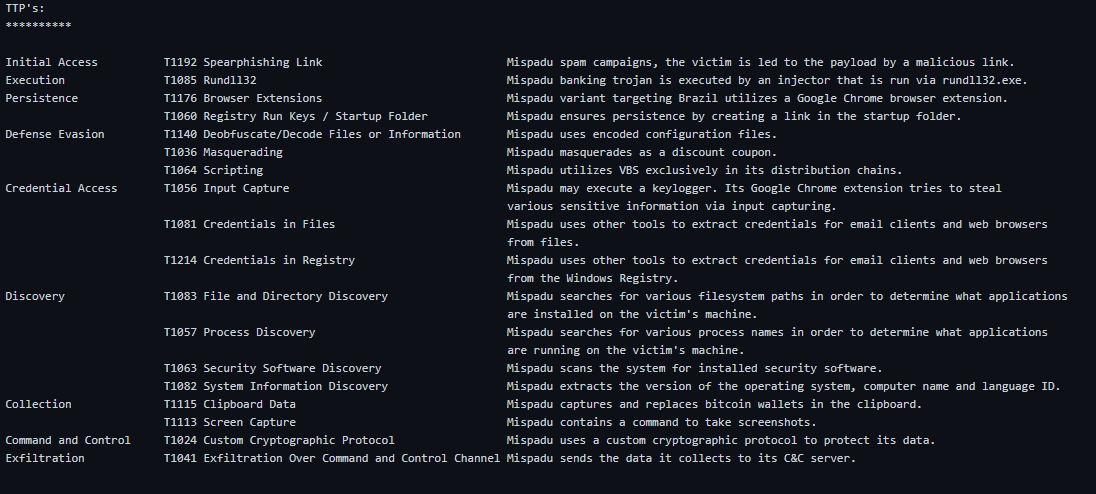 TTP's:
**********
Initial Access T1192 Spearphishing Link Mispadu spam campaigns, the victim is led to the payload by a malicious link.
Execution T1085 Rundll32 Mispadu banking trojan is executed by an injector that is run via rundll32.exe.
Persistence T1176 Browser Extensions Mispadu variant targeting Brazil utilizes a Google Chrome browser extension.
T1060 Registry Run Keys / Startup Folder Mispadu ensures persistence by creating a link in the startup folder.
Defense Evasion T1140 Deobfuscate/Decode Files or Information Mispadu uses encoded configuration files.
T1036 Masquerading Mispadu masquerades as a discount coupon.
T1064 Scripting Mispadu utilizes VBS exclusively in its distribution chains.
Credential Access T1056 Input Capture Mispadu may execute a keylogger. Its Google Chrome extension tries to steal
various sensitive information via input capturing.
T1081 Credentials in Files Mispadu uses other tools to extract credentials for email clients and web browsers
from files.
T1214 Credentials in Registry Mispadu uses other tools to extract credentials for email clients and web browsers
from the Windows Registry.
Discovery T1083 File and Directory Discovery Mispadu searches for various filesystem paths in order to determine what applications
are installed on the victim's machine.
T1057 Process Discovery Mispadu searches for various process names in order to determine what applications
are running on the victim's machine.
T1063 Security Software Discovery Mispadu scans the system for installed security software.
T1082 System Information Discovery Mispadu extracts the version of the operating system, computer name and language ID.
Collection T1115 Clipboard Data Mispadu captures and replaces bitcoin wallets in the clipboard.
T1113 Screen Capture Mispadu contains a command to take screenshots.
Command and Control T1024 Custom Cryptographic Protocol Mispadu uses a custom cryptographic protocol to protect its data.
Exfiltration T1041 Exfiltration Over Command and Control Channel Mispadu sends the data it collects to its C&C server.